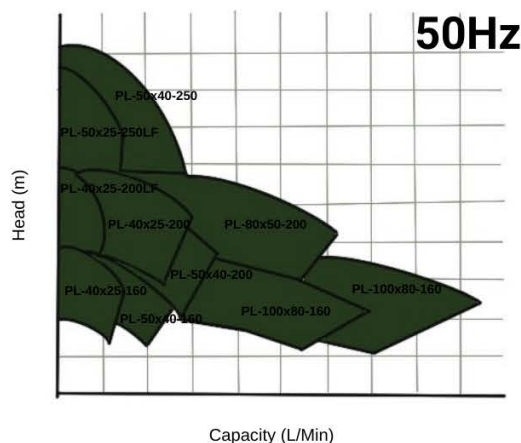 50Hz
PL-50x40-250
PL-50x25-250LF
PL-40x25-200LF
PL-40x25-200
PL-80x50-200
PL-50x40-200
PL-40x25-160
PL-100x80-160
PL-100x80-160
PL-50x40-160
Head (m)
Capacity (L/Min)